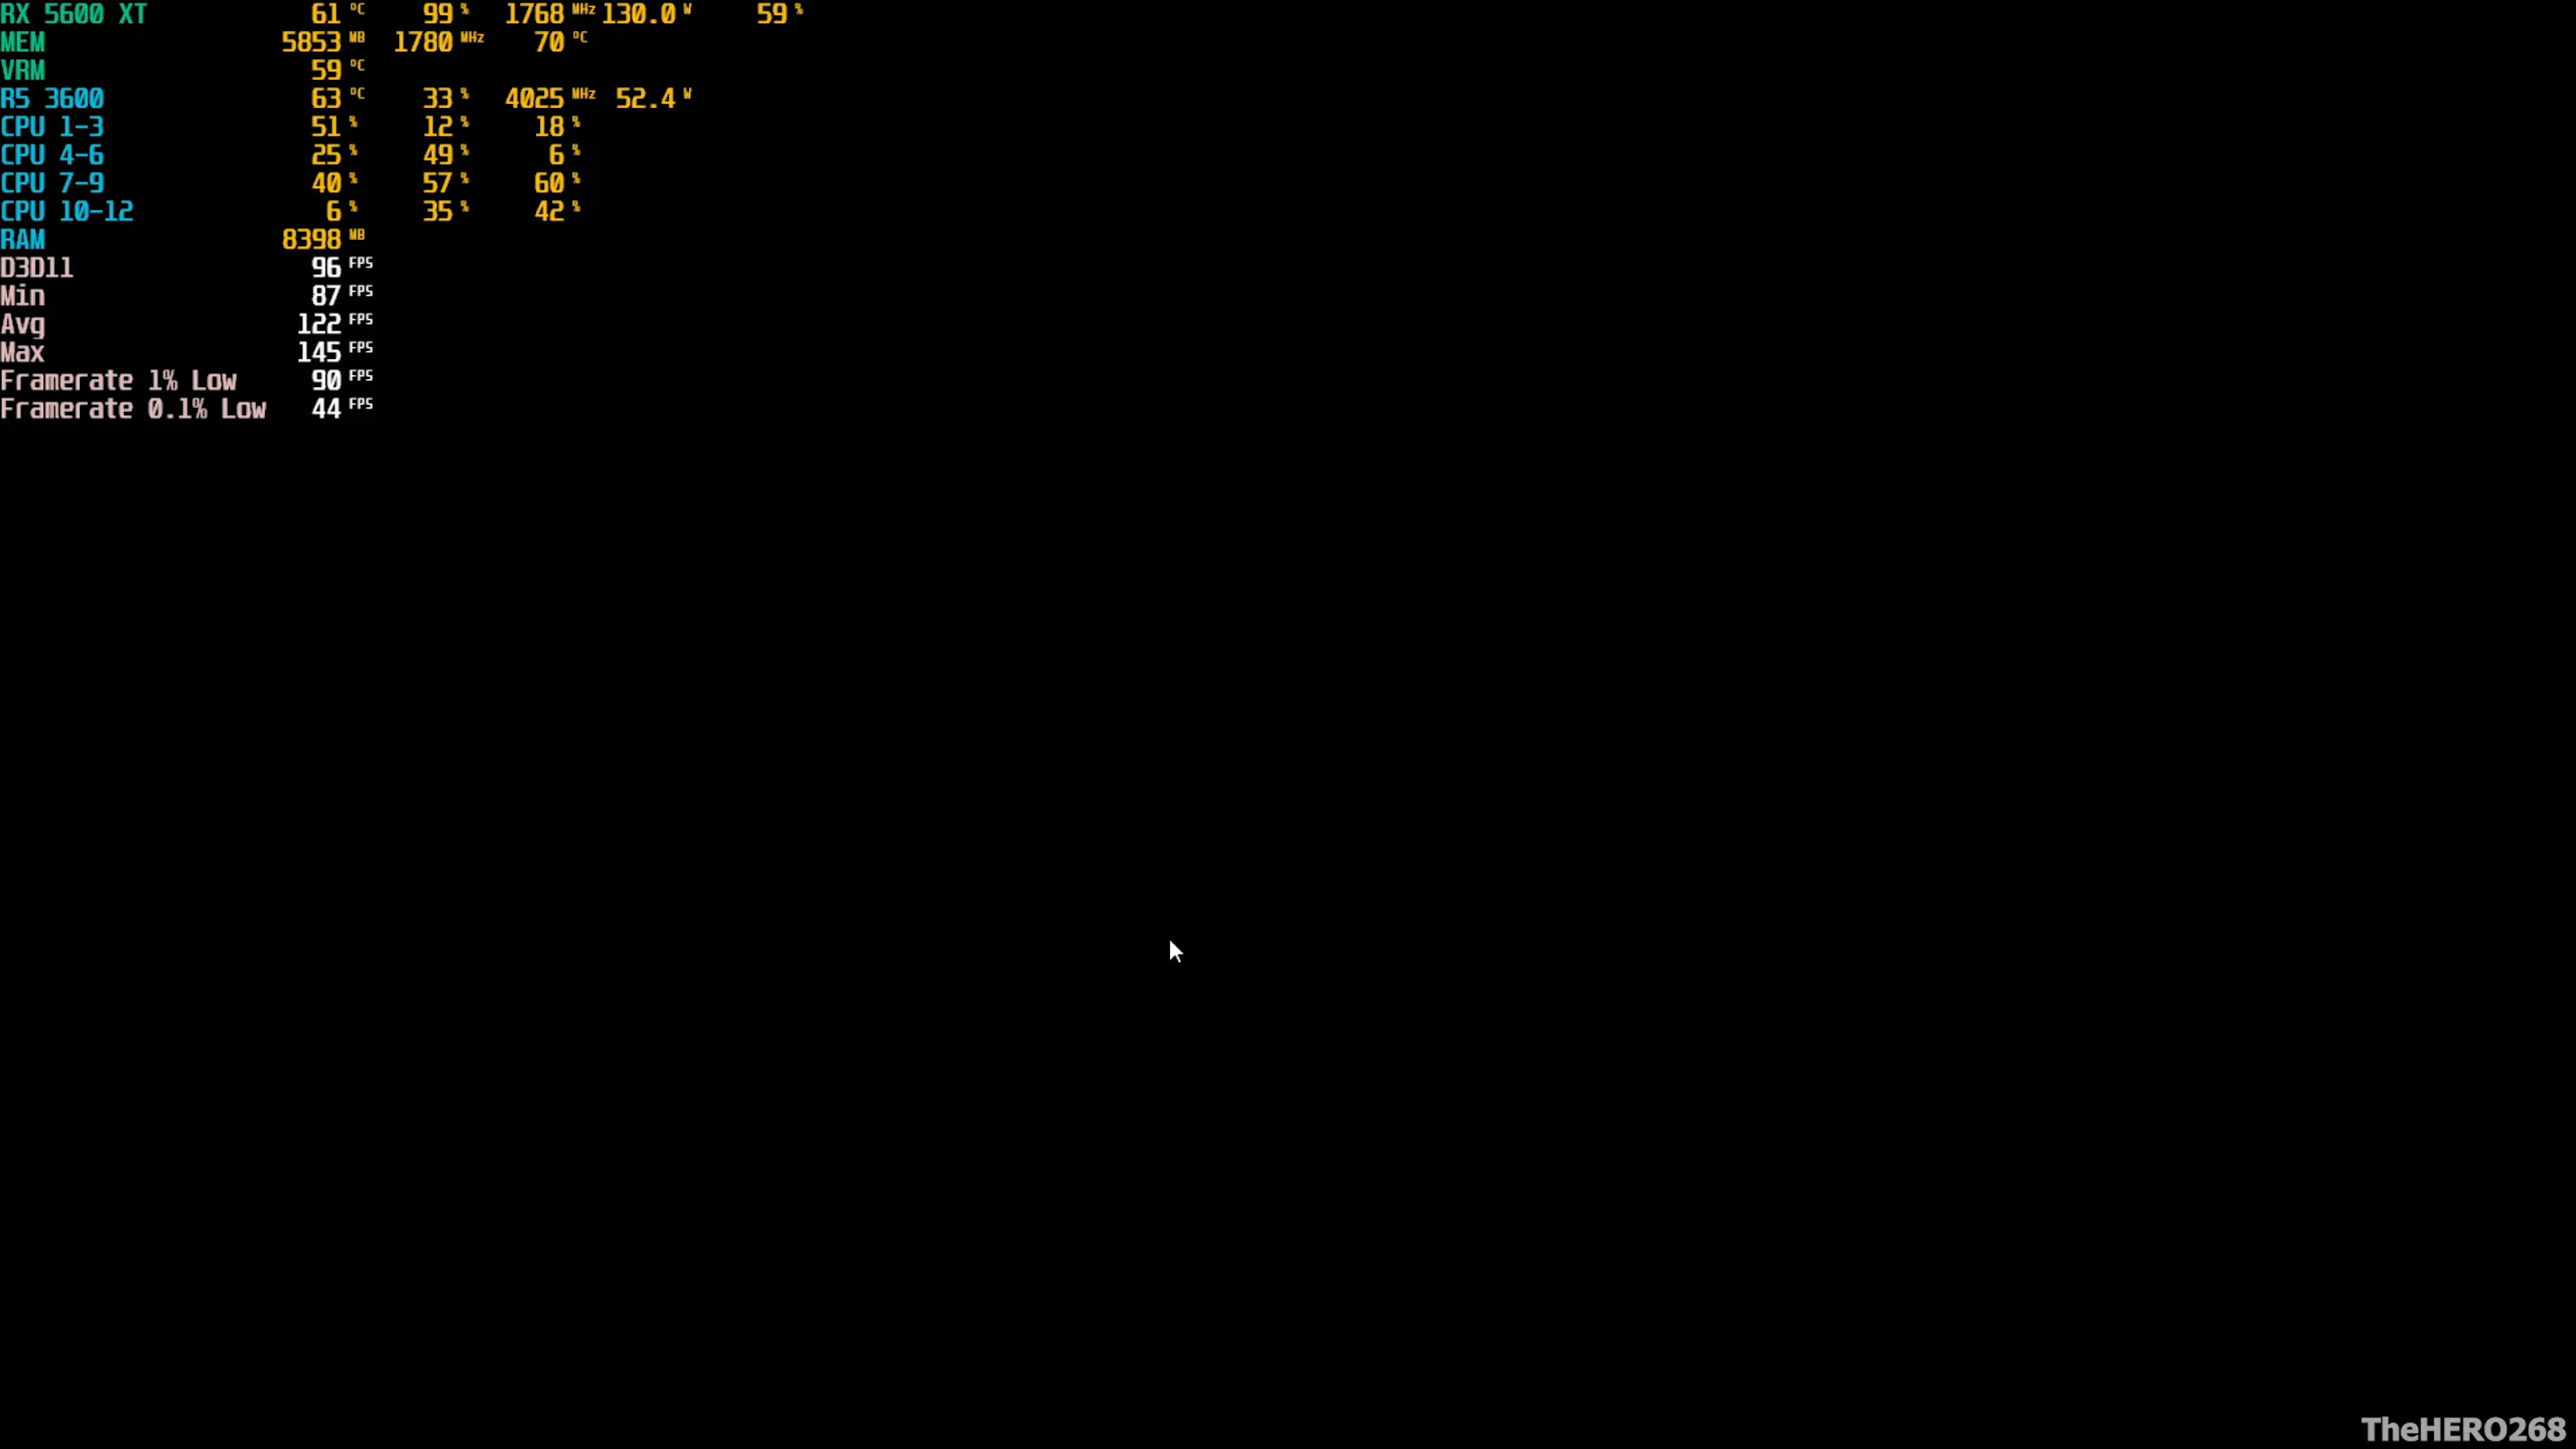 RX 5600 XT 61 °C 99 % 1768 MHz 130.0 W 59 %
MEM 5853 MB 1780 MHz 70 °C
VRM 59 °C
R5 3600 63 °C 33 % 4025 MHz 52.4 W
CPU 1-3 51 % 12 % 18 %
CPU 4-6 25 % 49 % 6 %
CPU 7-9 40 % 57 % 60 %
CPU 10-12 6 % 35 % 42 %
RAM 8398 MB
D3D11 96 FPS
Min 87 FPS
Avg 122 FPS
Max 145 FPS
Framerate 1% Low 90 FPS
Framerate 0.1% Low 44 FPS
TheHERO268